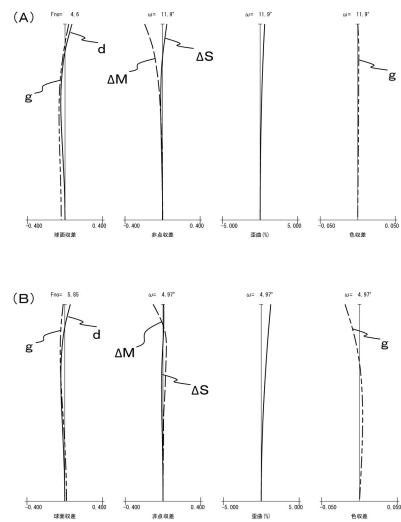 (A)
Fno= 4.6
ω= 11.9°
ω= 11.9°
ω= 11.9°
d
g
ΔM
ΔS
g
-0.400 0.400
-0.400 0.400
-5.000 5.000
-0.050 0.050
球面収差
非点収差
歪曲(%)
色収差
(B)
Fno= 5.85
ω= 4.97°
ω= 4.97°
ω= 4.97°
g
d
ΔM
ΔS
g
-0.400 0.400
-0.400 0.400
-5.000 5.000
-0.050 0.050
球面収差
非点収差
歪曲(%)
色収差